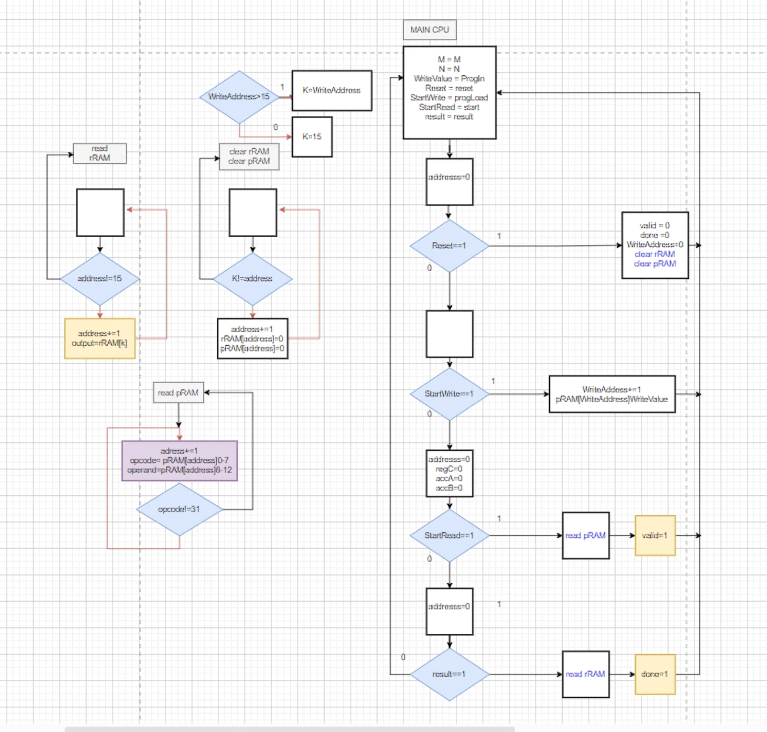 MAIN CPU
M = M
N = N
WriteValue = ProgIn
Reset = reset
StartWrite = progLoad
StartRead = start
result = result
WriteAddress>15
1
K=WriteAddress
0
K=15
read
rRAM
clear rRAM
clear pRAM
addresss=0
Reset==1
1
0
valid = 0
done =0
WriteAddress=0
clear rRAM
clear pRAM
address!=15
K!=address
address+=1
output=rRAM[k]
address+=1
rRAM[address]=0
pRAM[address]=0
StartWrite==1
1
0
WriteAddress+=1
pRAM[WriteAddress]WriteValue
read pRAM
adress+=1
opcode= pRAM[address]0-7
operand=pRAM[address]8-12
opcode!=31
addresss=0
regC=0
accA=0
accB=0
StartRead==1
1
0
read pRAM
valid=1
addresss=0
1
result==1
0
read rRAM
done=1